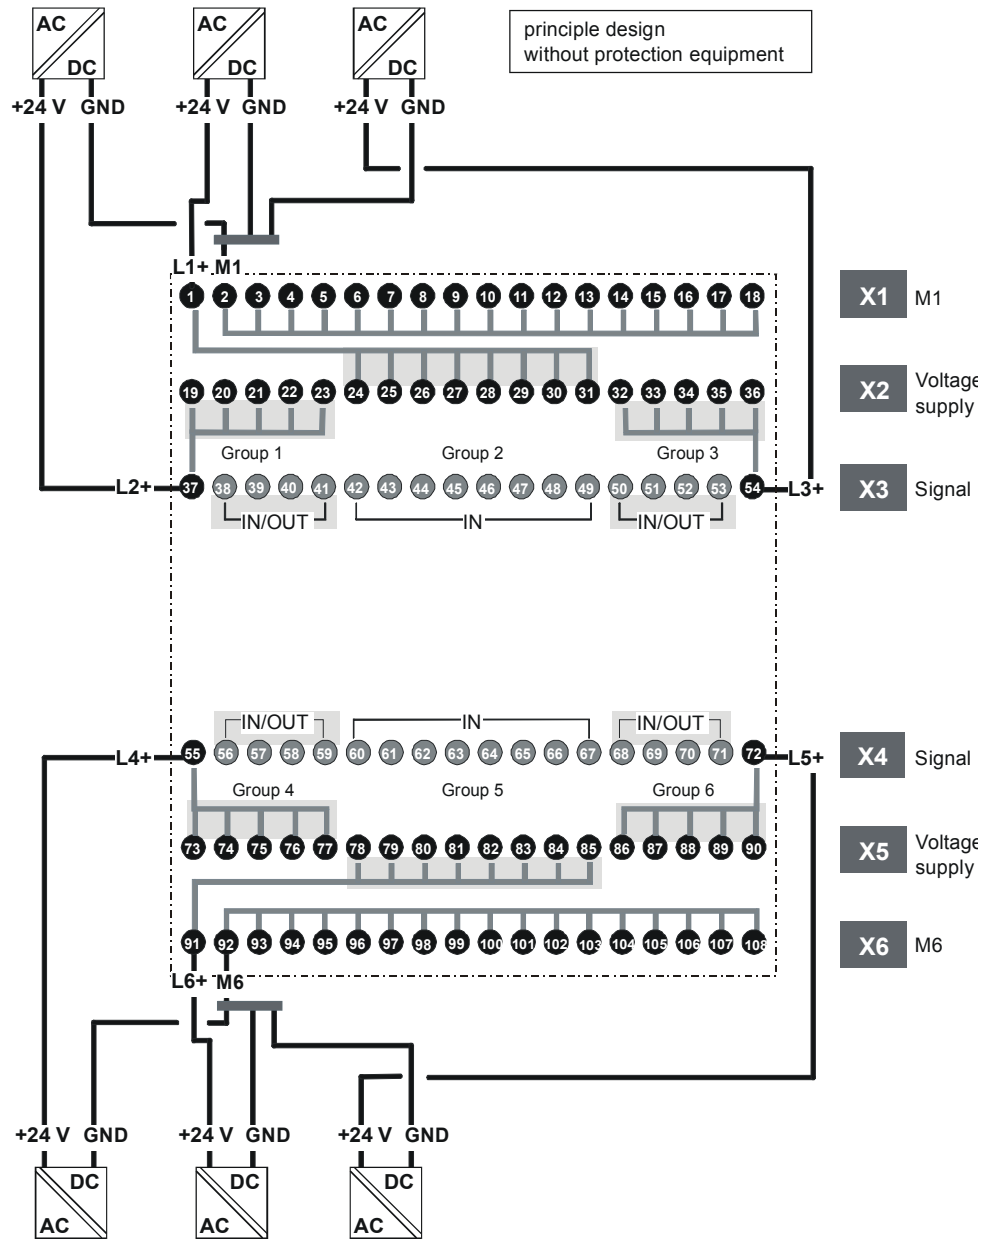 AC AC AC principle design
DC DC DC without protection equipment
+24 V GND +24 V GND +24 V GND
L1+ M1
1 2 3 4 5 6 7 8 9 10 11 12 13 14 15 16 17 18 X1 M1
19 20 21 22 23 24 25 26 27 28 29 30 31 32 33 34 35 36 X2 Voltage
supply
Group 1 Group 2 Group 3
L2+ 37 38 39 40 41 42 43 44 45 46 47 48 49 50 51 52 53 54 L3+ X3 Signal
IN/OUT IN IN/OUT
IN/OUT IN IN/OUT
L4+ 55 56 57 58 59 60 61 62 63 64 65 66 67 68 69 70 71 72 L5+ X4 Signal
Group 4 Group 5 Group 6
73 74 75 76 77 78 79 80 81 82 83 84 85 86 87 88 89 90 X5 Voltage
supply
91 92 93 94 95 96 97 98 99 100 101 102 103 104 105 106 107 108 X6 M6
L6+ M6
+24 V GND +24 V GND +24 V GND
DC DC DC
AC AC AC